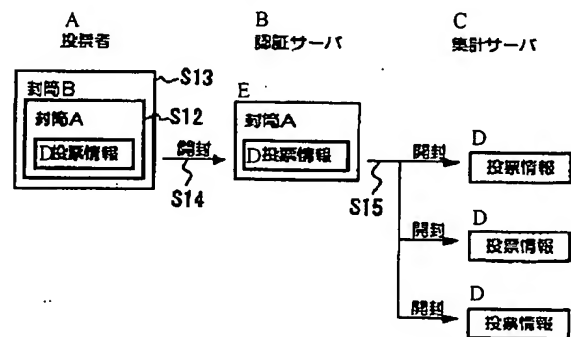 A B C
投票者 認証サーバ 集計サーバ
封筒B S13
封筒A S12
D投票情報
開封
S14
E
封筒A
D投票情報
S15
開封
D
投票情報
開封
D
投票情報
開封
D
投票情報